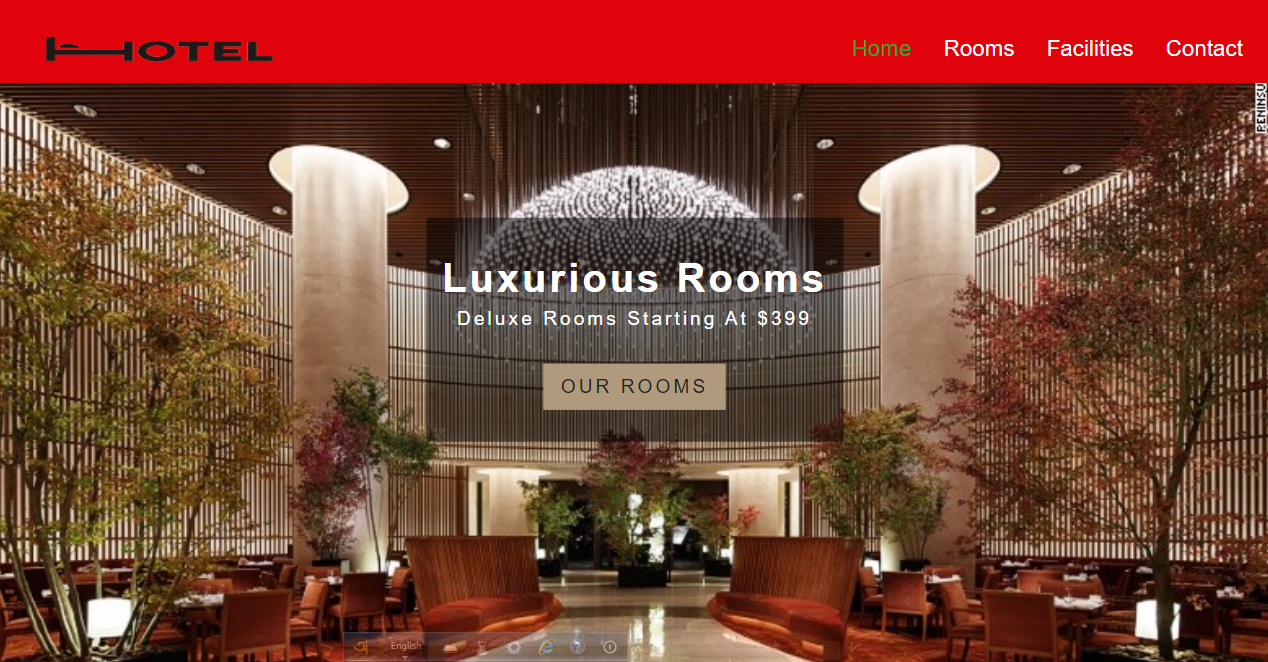 HOTEL
Home Rooms Facilities Contact
PENINSU
Luxurious Rooms
Deluxe Rooms Starting At $399
OUR ROOMS
অ English